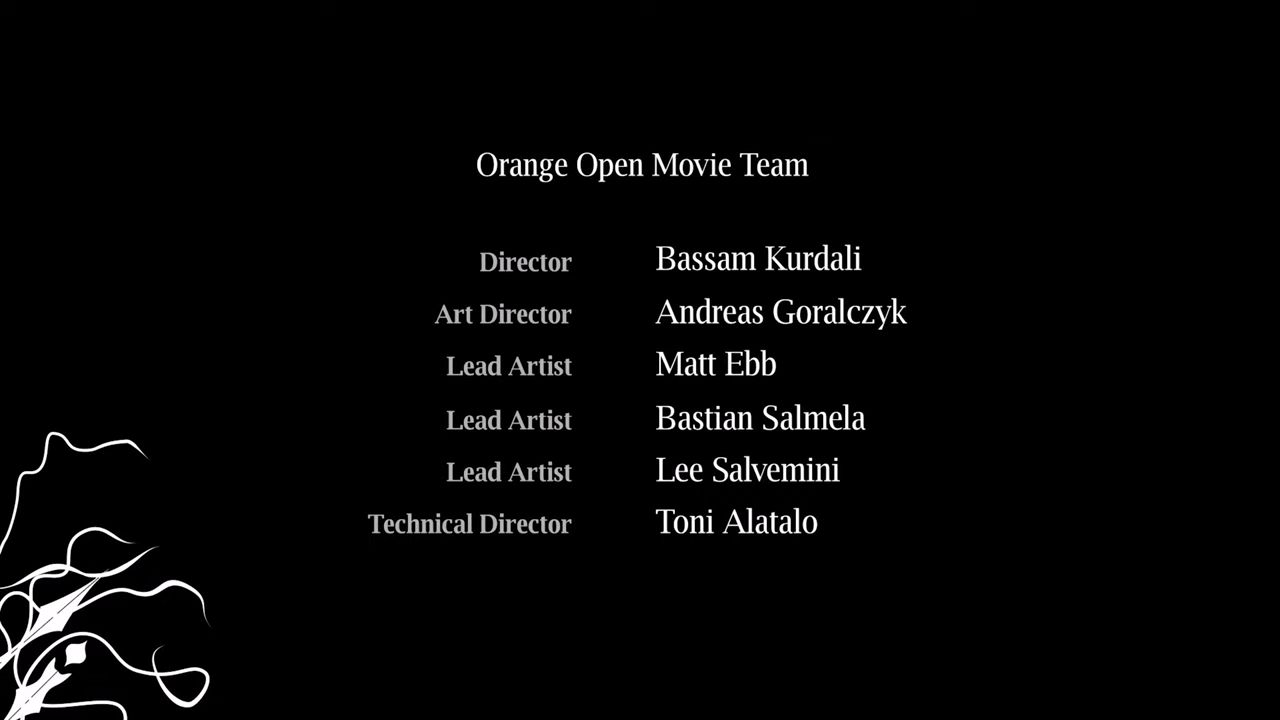 Orange Open Movie Team
Director Bassam Kurdali
Art Director Andreas Goralczyk
Lead Artist Matt Ebb
Lead Artist Bastian Salmela
Lead Artist Lee Salvemini
Technical Director Toni Alatalo